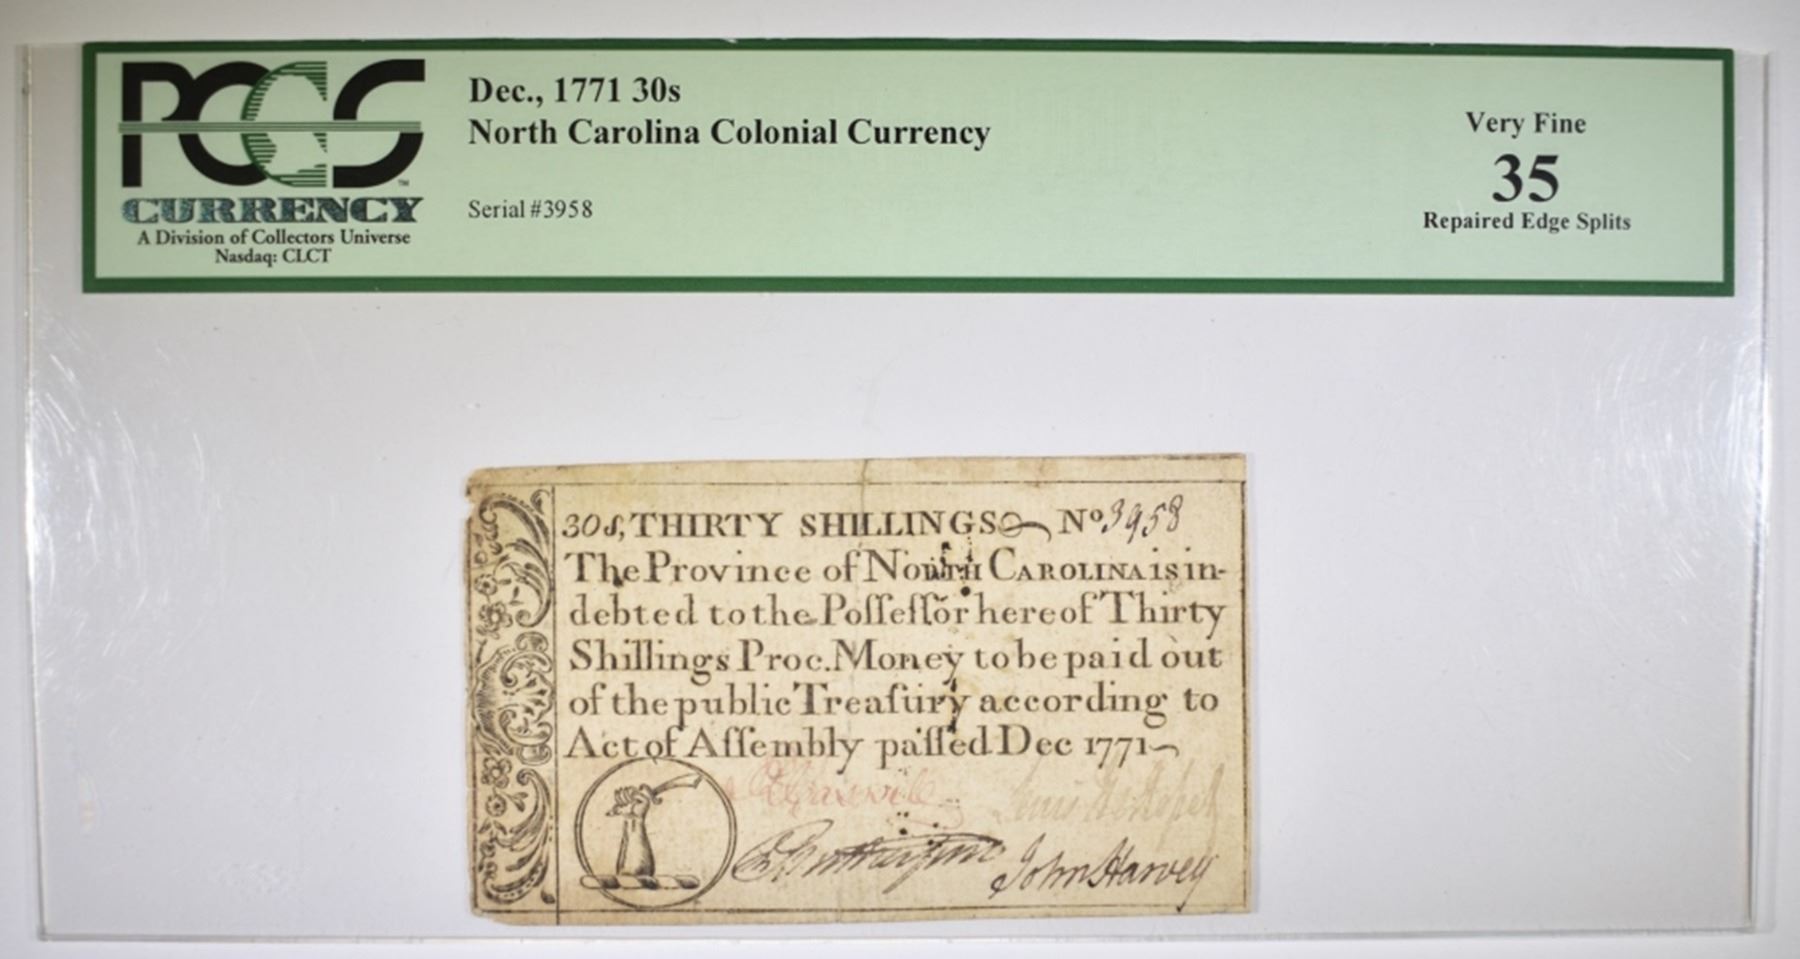 PCGS
CURRENCY
A Division of Collectors Universe
Nasdaq: CLCT
Dec., 1771 30s
North Carolina Colonial Currency
Serial #3958
Very Fine
35
Repaired Edge Splits
30s, THIRTY SHILLINGS No 3958
The Province of NORTH CAROLINA is in-
debted to the Poſſeſſor hereof Thirty
Shillings Proc. Money to be paid out
of the public Treaſury according to
Act of Aſſembly paſſed Dec 1771
John Harvey